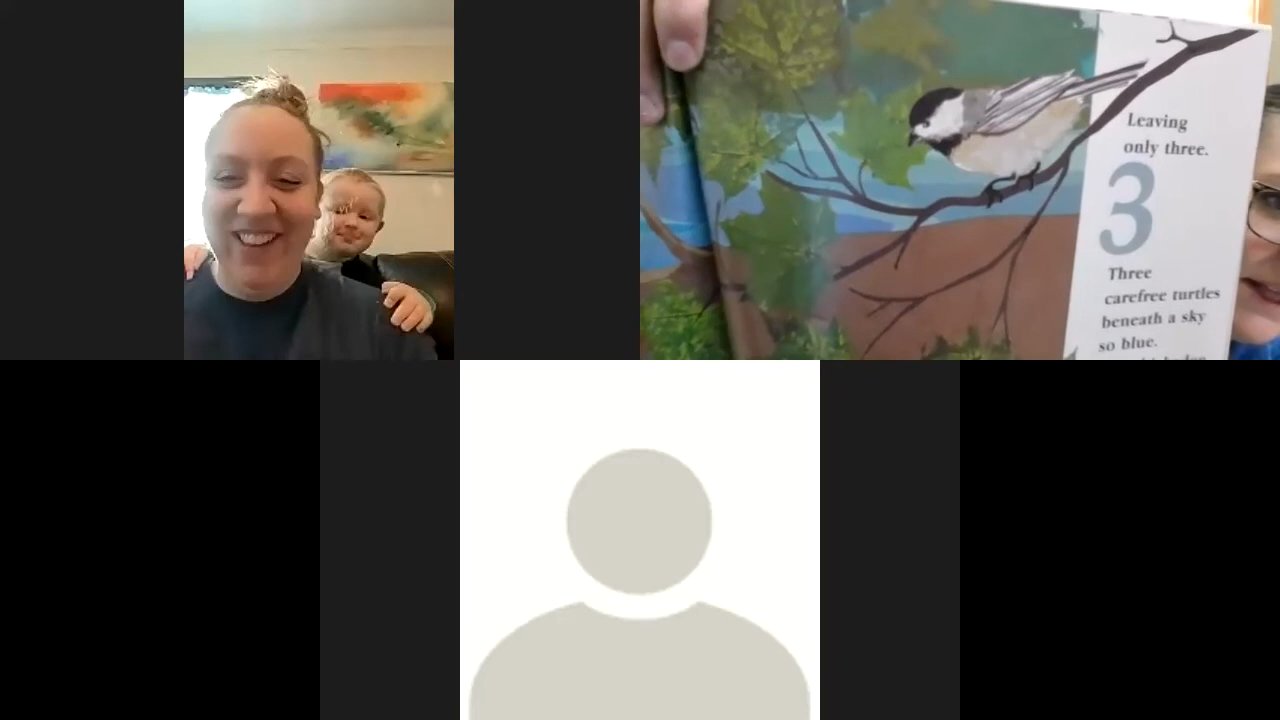 Leaving
only three.
3
Three
carefree turtles
beneath a sky
so blue.